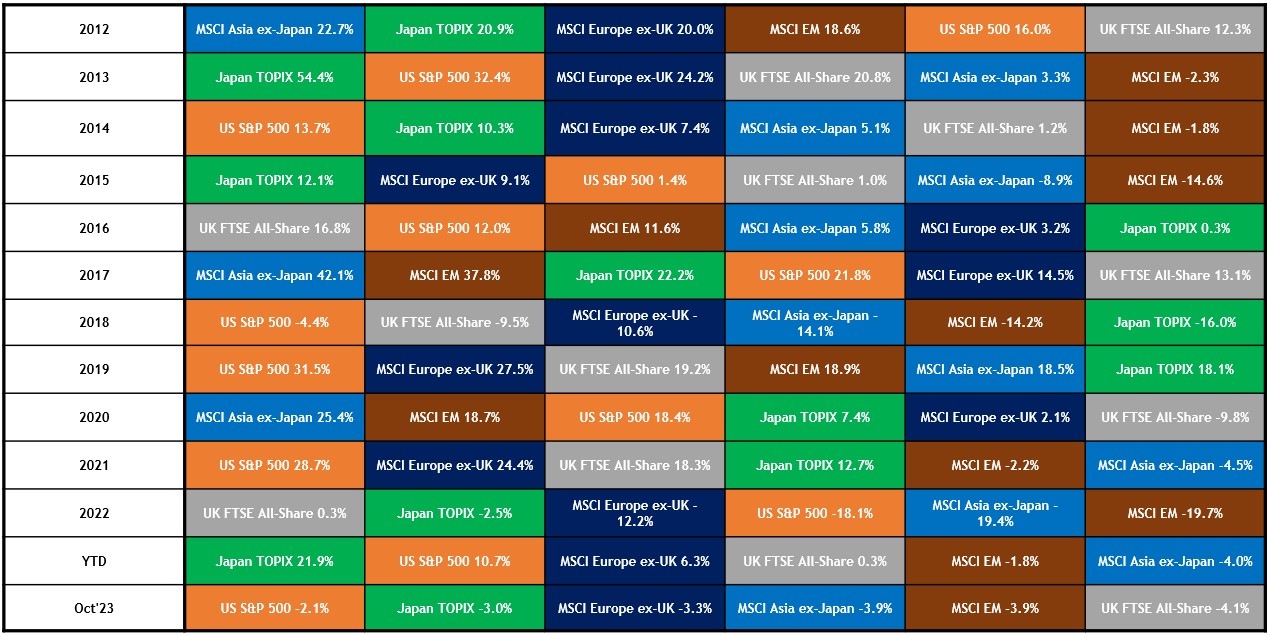 2012 MSCI Asia ex-Japan 22.7% Japan TOPIX 20.9% MSCI Europe ex-UK 20.0% MSCI EM 18.6% US S&P 500 16.0% UK FTSE All-Share 12.3%
2013 Japan TOPIX 54.4% US S&P 500 32.4% MSCI Europe ex-UK 24.2% UK FTSE All-Share 20.8% MSCI Asia ex-Japan 3.3% MSCI EM -2.3%
2014 US S&P 500 13.7% Japan TOPIX 10.3% MSCI Europe ex-UK 7.4% MSCI Asia ex-Japan 5.1% UK FTSE All-Share 1.2% MSCI EM -1.8%
2015 Japan TOPIX 12.1% MSCI Europe ex-UK 9.1% US S&P 500 1.4% UK FTSE All-Share 1.0% MSCI Asia ex-Japan -8.9% MSCI EM -14.6%
2016 UK FTSE All-Share 16.8% US S&P 500 12.0% MSCI EM 11.6% MSCI Asia ex-Japan 5.8% MSCI Europe ex-UK 3.2% Japan TOPIX 0.3%
2017 MSCI Asia ex-Japan 42.1% MSCI EM 37.8% Japan TOPIX 22.2% US S&P 500 21.8% MSCI Europe ex-UK 14.5% UK FTSE All-Share 13.1%
2018 US S&P 500 -4.4% UK FTSE All-Share -9.5% MSCI Europe ex-UK -
10.6% MSCI Asia ex-Japan -
14.1% MSCI EM -14.2% Japan TOPIX -16.0%
2019 US S&P 500 31.5% MSCI Europe ex-UK 27.5% UK FTSE All-Share 19.2% MSCI EM 18.9% MSCI Asia ex-Japan 18.5% Japan TOPIX 18.1%
2020 MSCI Asia ex-Japan 25.4% MSCI EM 18.7% US S&P 500 18.4% Japan TOPIX 7.4% MSCI Europe ex-UK 2.1% UK FTSE All-Share -9.8%
2021 US S&P 500 28.7% MSCI Europe ex-UK 24.4% UK FTSE All-Share 18.3% Japan TOPIX 12.7% MSCI EM -2.2% MSCI Asia ex-Japan -4.5%
2022 UK FTSE All-Share 0.3% Japan TOPIX -2.5% MSCI Europe ex-UK -
12.2% US S&P 500 -18.1% MSCI Asia ex-Japan -
19.4% MSCI EM -19.7%
YTD Japan TOPIX 21.9% US S&P 500 10.7% MSCI Europe ex-UK 6.3% UK FTSE All-Share 0.3% MSCI EM -1.8% MSCI Asia ex-Japan -4.0%
Oct'23 US S&P 500 -2.1% Japan TOPIX -3.0% MSCI Europe ex-UK -3.3% MSCI Asia ex-Japan -3.9% MSCI EM -3.9% UK FTSE All-Share -4.1%